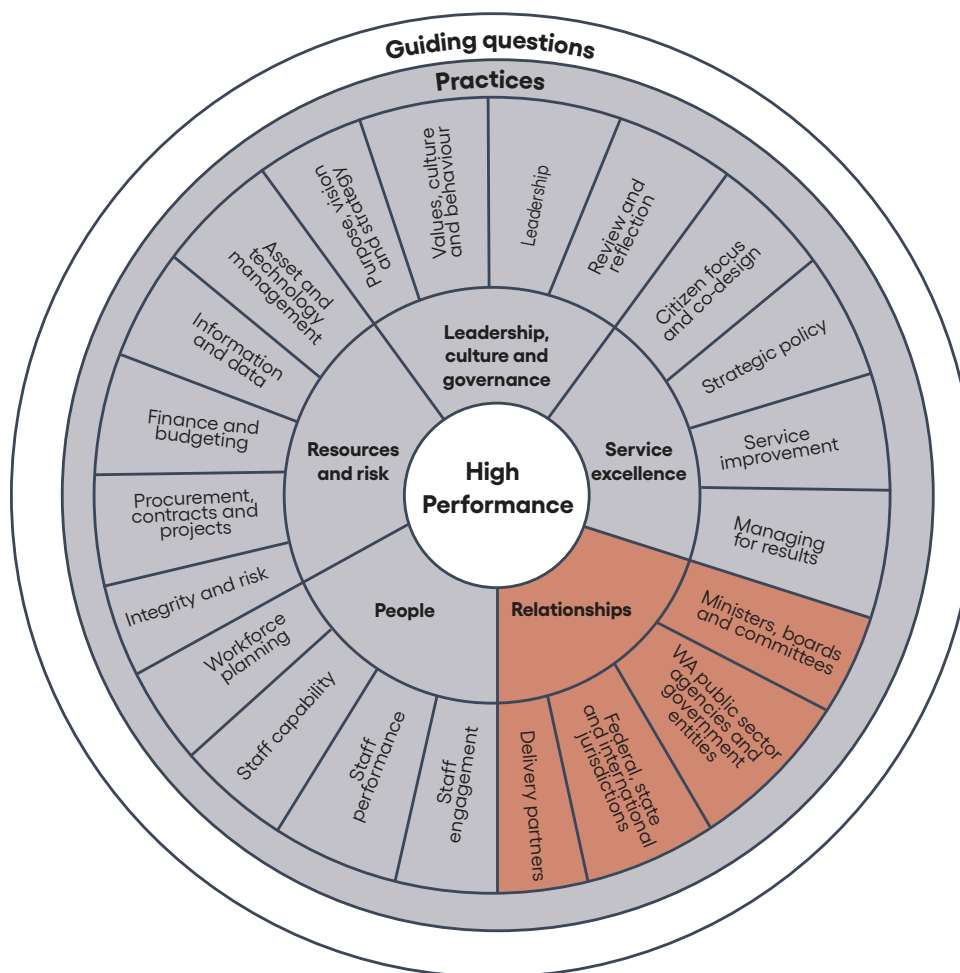 Guiding questions
Practices
Purpose, vision
and strategy
Values, culture
and behaviour
Leadership
Review and
reflection
Citizen focus
and co-design
Strategic policy
Service
improvement
Managing
for results
Ministers, boards
and committees
WA public sector
agencies and
government
entities
Federal, state
and international
jurisdictions
Delivery partners
Staff
engagement
Staff
performance
Staff capability
Workforce
planning
Integrity and risk
Procurement,
contracts and
projects
Finance and
budgeting
Information
and data
Asset and
technology
management
Leadership,
culture and
governance
Service
excellence
Relationships
People
Resources
and risk
High
Performance